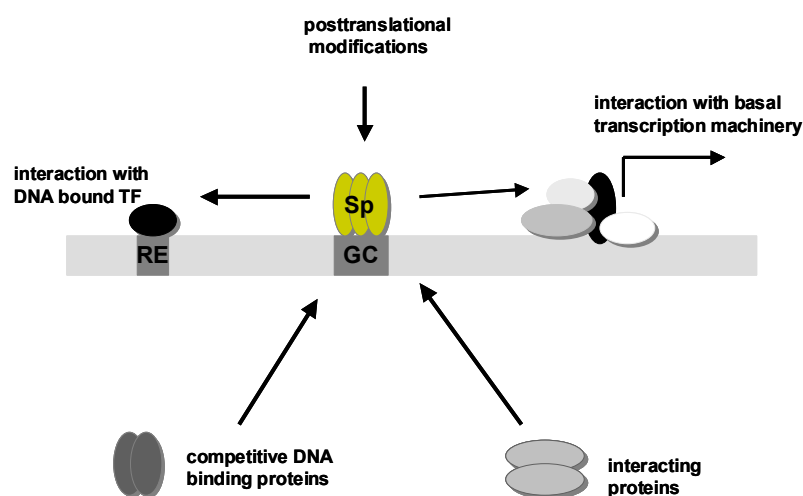 posttranslational
modifications
interaction with basal
transcription machinery
interaction with
DNA bound TF
Sp
RE
GC
competitive DNA
binding proteins
interacting
proteins